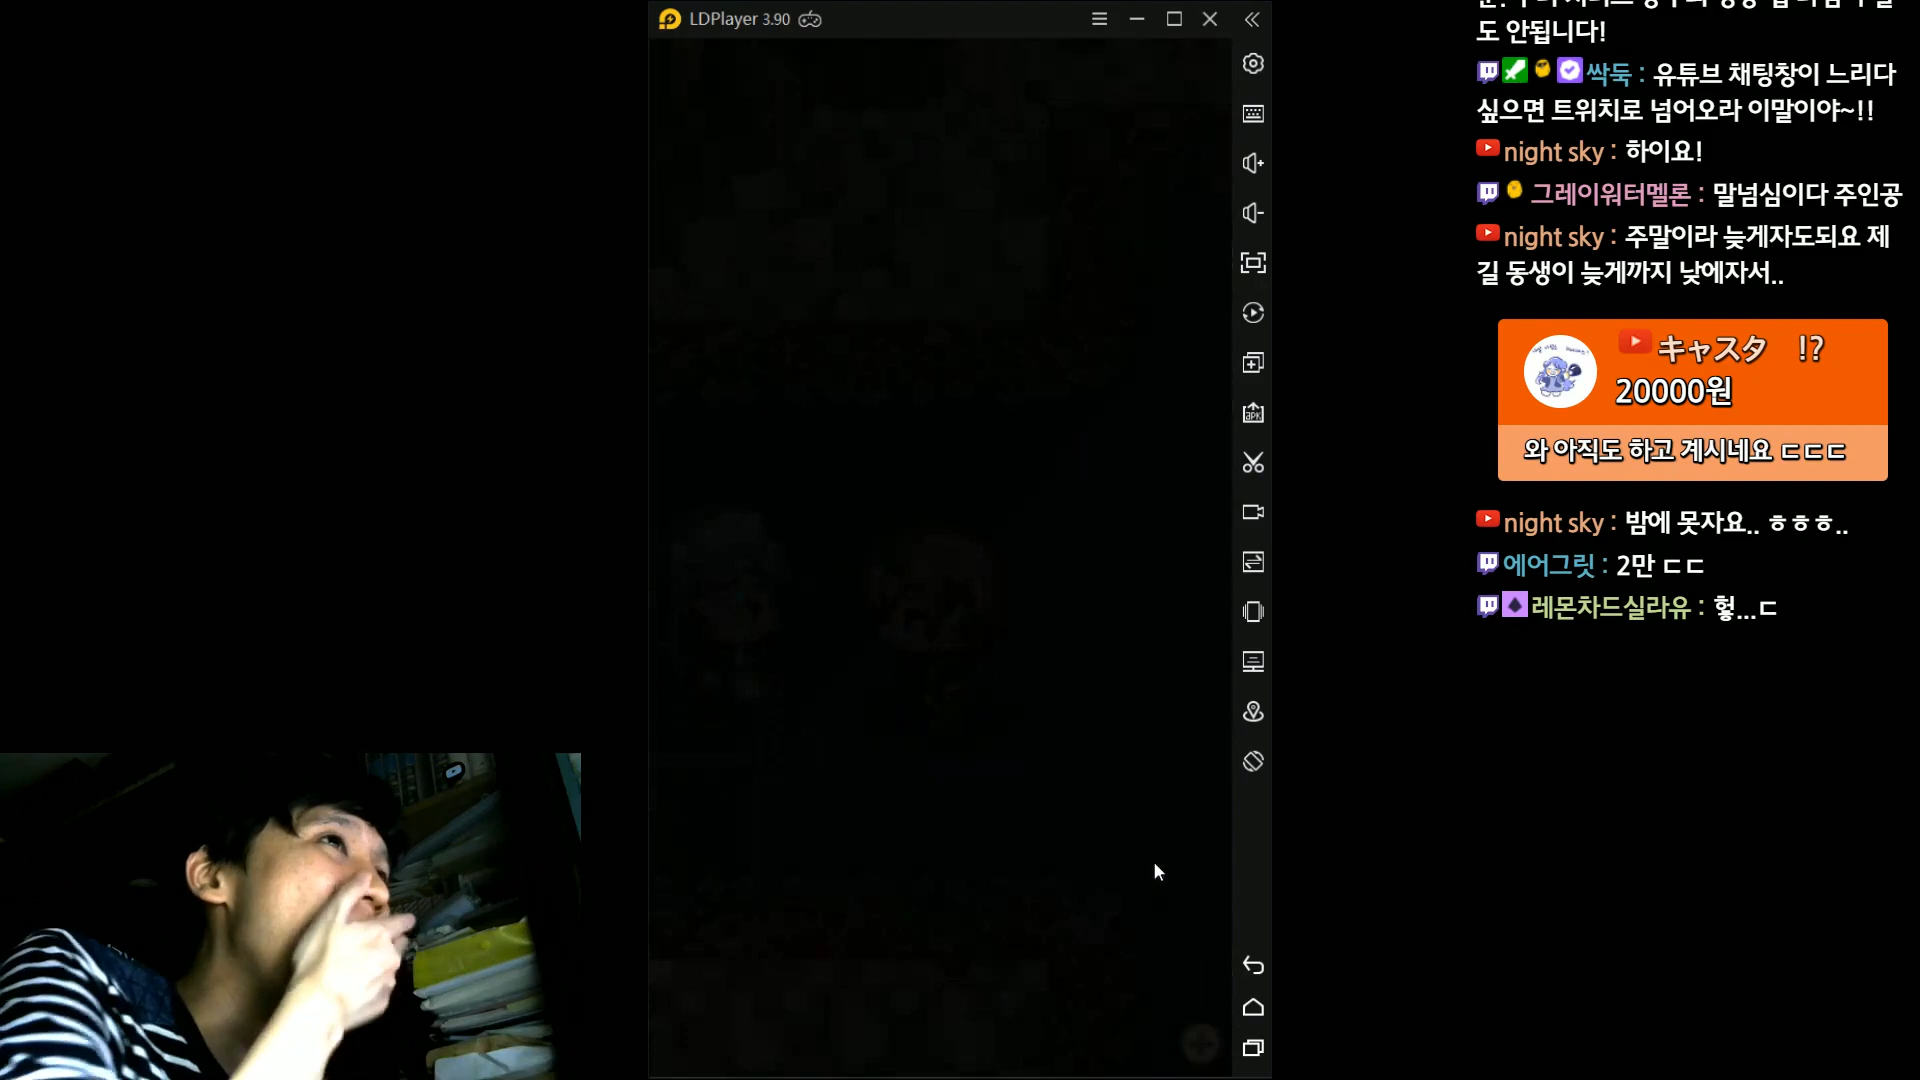 LDPlayer 3.90
도 안됩니다!
싹둑 : 유튜브 채팅창이 느리다
싶으면 트위치로 넘어오라 이말이야~!!
night sky : 하이요!
그레이워터멜론 : 말넘심이다 주인공
night sky : 주말이라 늦게자도되요 제
길 동생이 늦게까지 낮에자서..
キャスタ !?
20000원
와 아직도 하고 계시네요 ㄷㄷㄷ
night sky : 밤에 못자요.. ㅎㅎㅎ..
에어그릿 : 2만 ㄷㄷ
레몬차드실라유 : 헣...ㄷ
APK